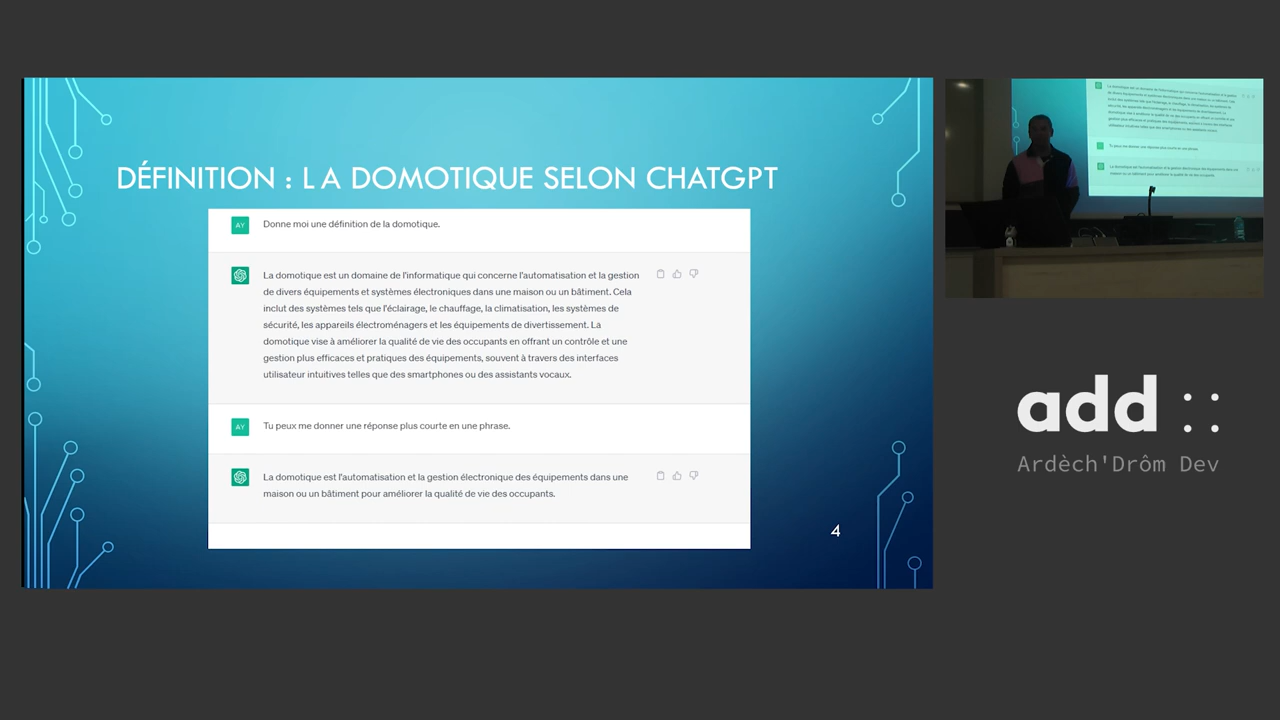 DÉFINITION : LA DOMOTIQUE SELON CHATGPT
AY
Donne moi une définition de la domotique.
La domotique est un domaine de l'informatique qui concerne l'automatisation et la gestion
de divers équipements et systèmes électroniques dans une maison ou un bâtiment. Cela
inclut des systèmes tels que l'éclairage, le chauffage, la climatisation, les systèmes de
sécurité, les appareils électroménagers et les équipements de divertissement. La
domotique vise à améliorer la qualité de vie des occupants en offrant un contrôle et une
gestion plus efficaces et pratiques des équipements, souvent à travers des interfaces
utilisateur intuitives telles que des smartphones ou des assistants vocaux.
AY
Tu peux me donner une réponse plus courte en une phrase.
La domotique est l'automatisation et la gestion électronique des équipements dans une
maison ou un bâtiment pour améliorer la qualité de vie des occupants.
4
add ::
Ardèch'Drôm Dev